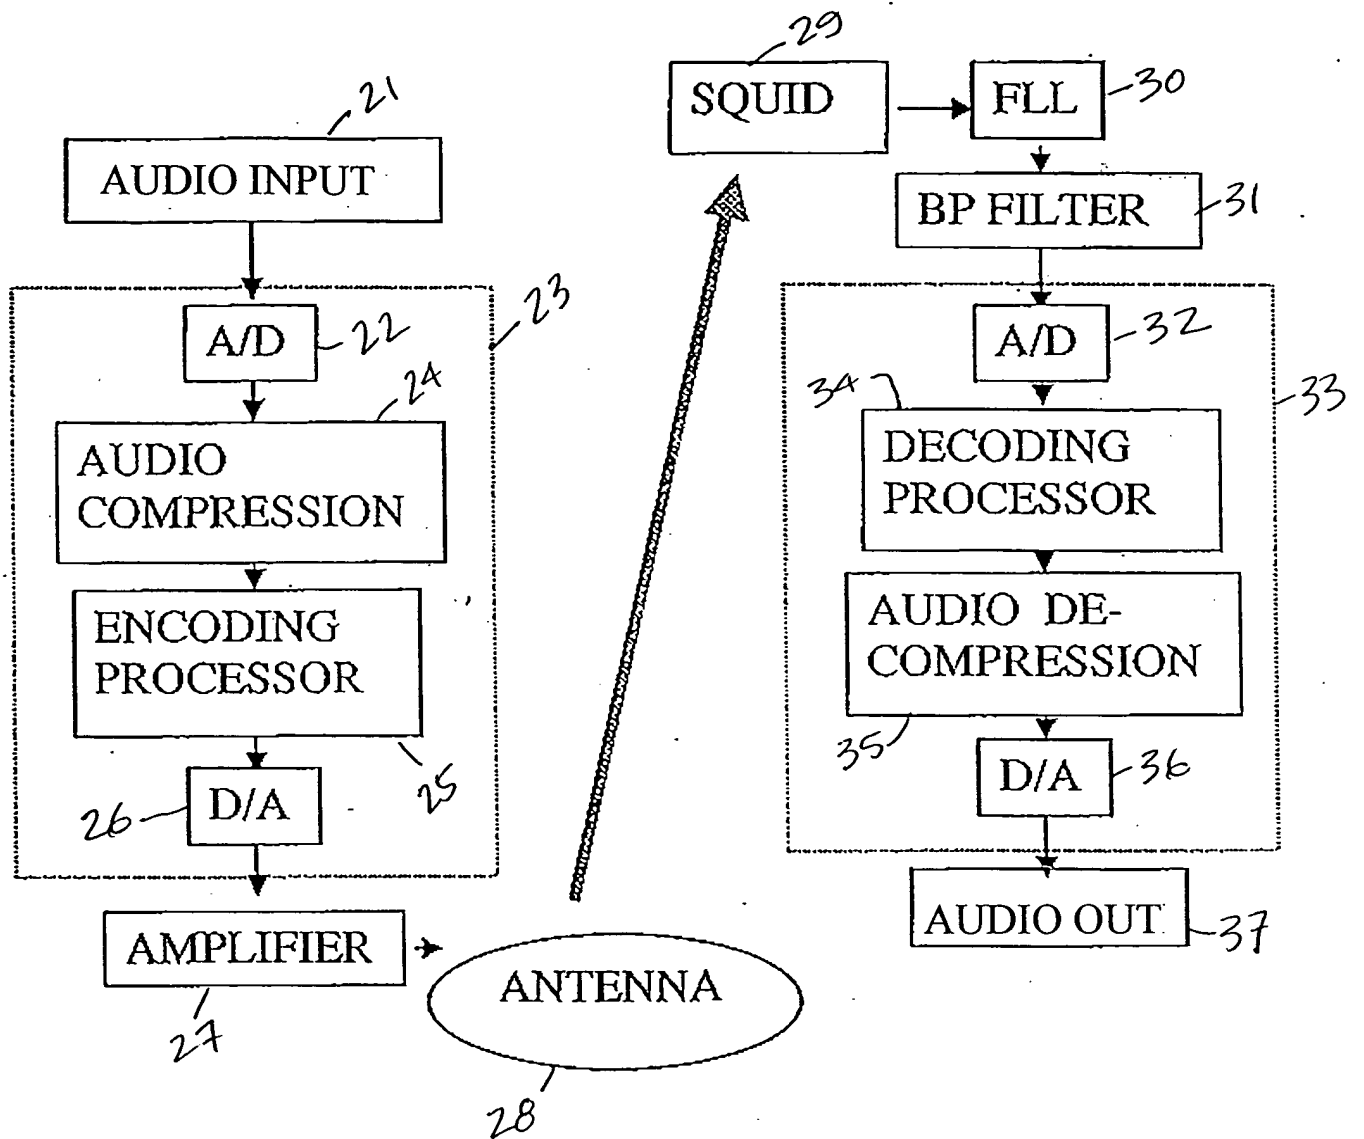 21
AUDIO INPUT
23
A/D
22
24
AUDIO
COMPRESSION
ENCODING
PROCESSOR
25
26
D/A
AMPLIFIER
27
ANTENNA
28
29
SQUID
FLL
30
BP FILTER
31
A/D
32
33
34
DECODING
PROCESSOR
AUDIO DE-
COMPRESSION
35
D/A
36
AUDIO OUT
37